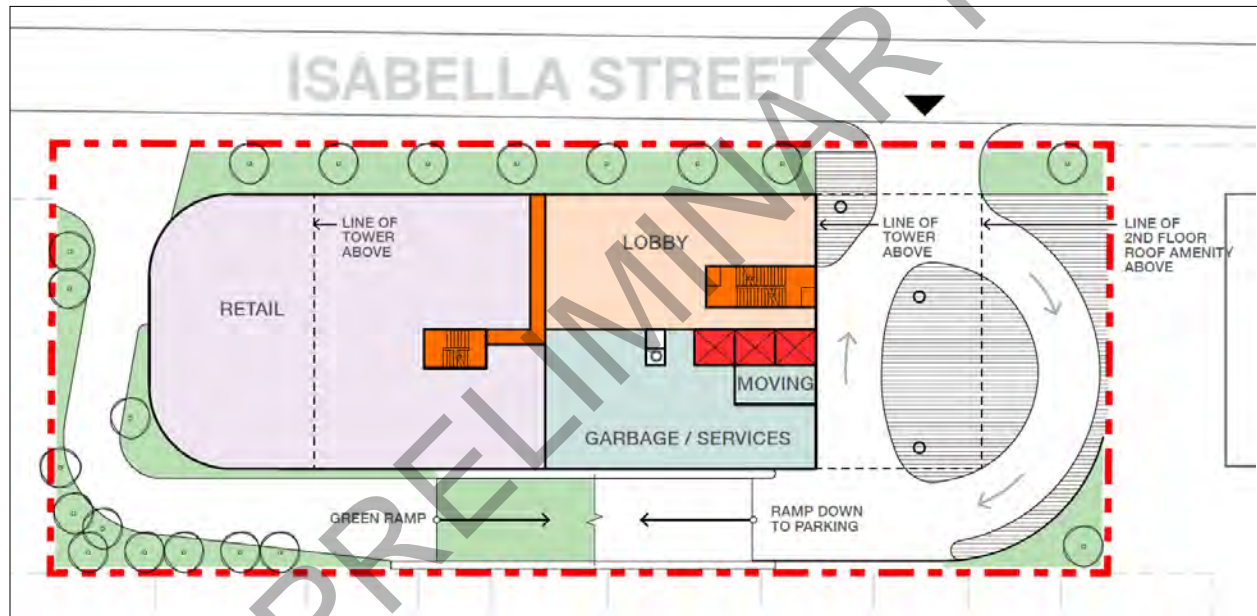 ISABELLA STREET
PRELIMINARY
LINE OF
TOWER
ABOVE
LOBBY
LINE OF
TOWER
ABOVE
LINE OF
2ND FLOOR
ROOF AMENITY
ABOVE
RETAIL
MOVING
GARBAGE / SERVICES
GREEN RAMP
RAMP DOWN
TO PARKING